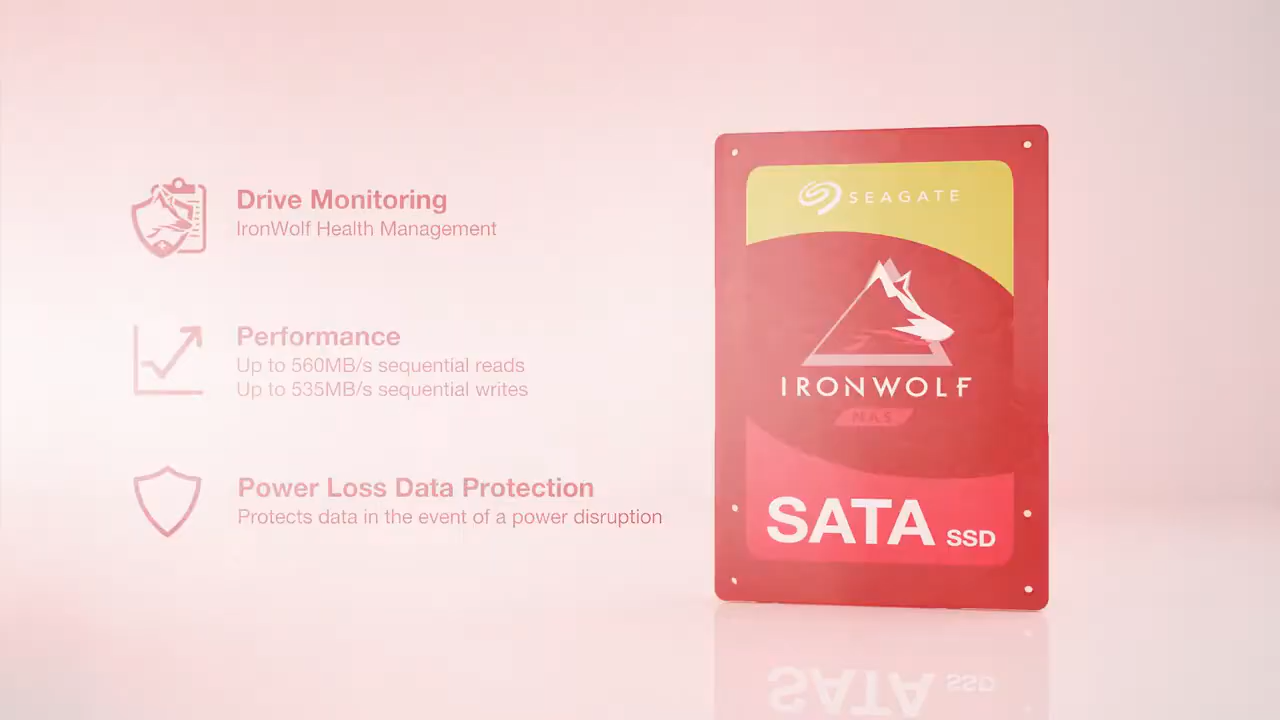 Drive Monitoring
IronWolf Health Management
Performance
Up to 560MB/s sequential reads
Up to 535MB/s sequential writes
Power Loss Data Protection
Protects data in the event of a power disruption
SEAGATE
IRONWOLF
NAS
SATA SSD